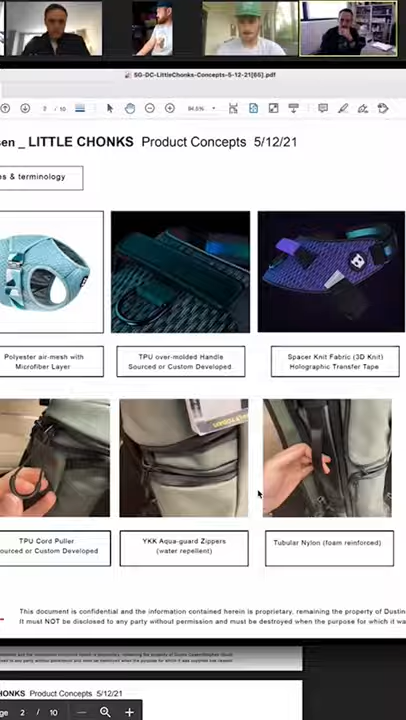 SG-DC-LittleChonks-Concepts-5-12-21[65].pdf
2 / 10
94.5%
sen _ LITTLE CHONKS Product Concepts 5/12/21
es & terminology
Polyester air-mesh with
Microfiber Layer
TPU over-molded Handle
Sourced or Custom Developed
Spacer Knit Fabric (3D Knit)
Holographic Transfer Tape
TPU Cord Puller
ourced or Custom Developed
YKK Aqua-guard Zippers
(water repellent)
Tubular Nylon (foam reinforced)
This document is confidential and the information contained herein is proprietary, remaining the property of Dustin
It must NOT be disclosed to any party without permission and must be destroyed when the purpose for which it wa
HONKS Product Concepts 5/12/21
ge 2 / 10